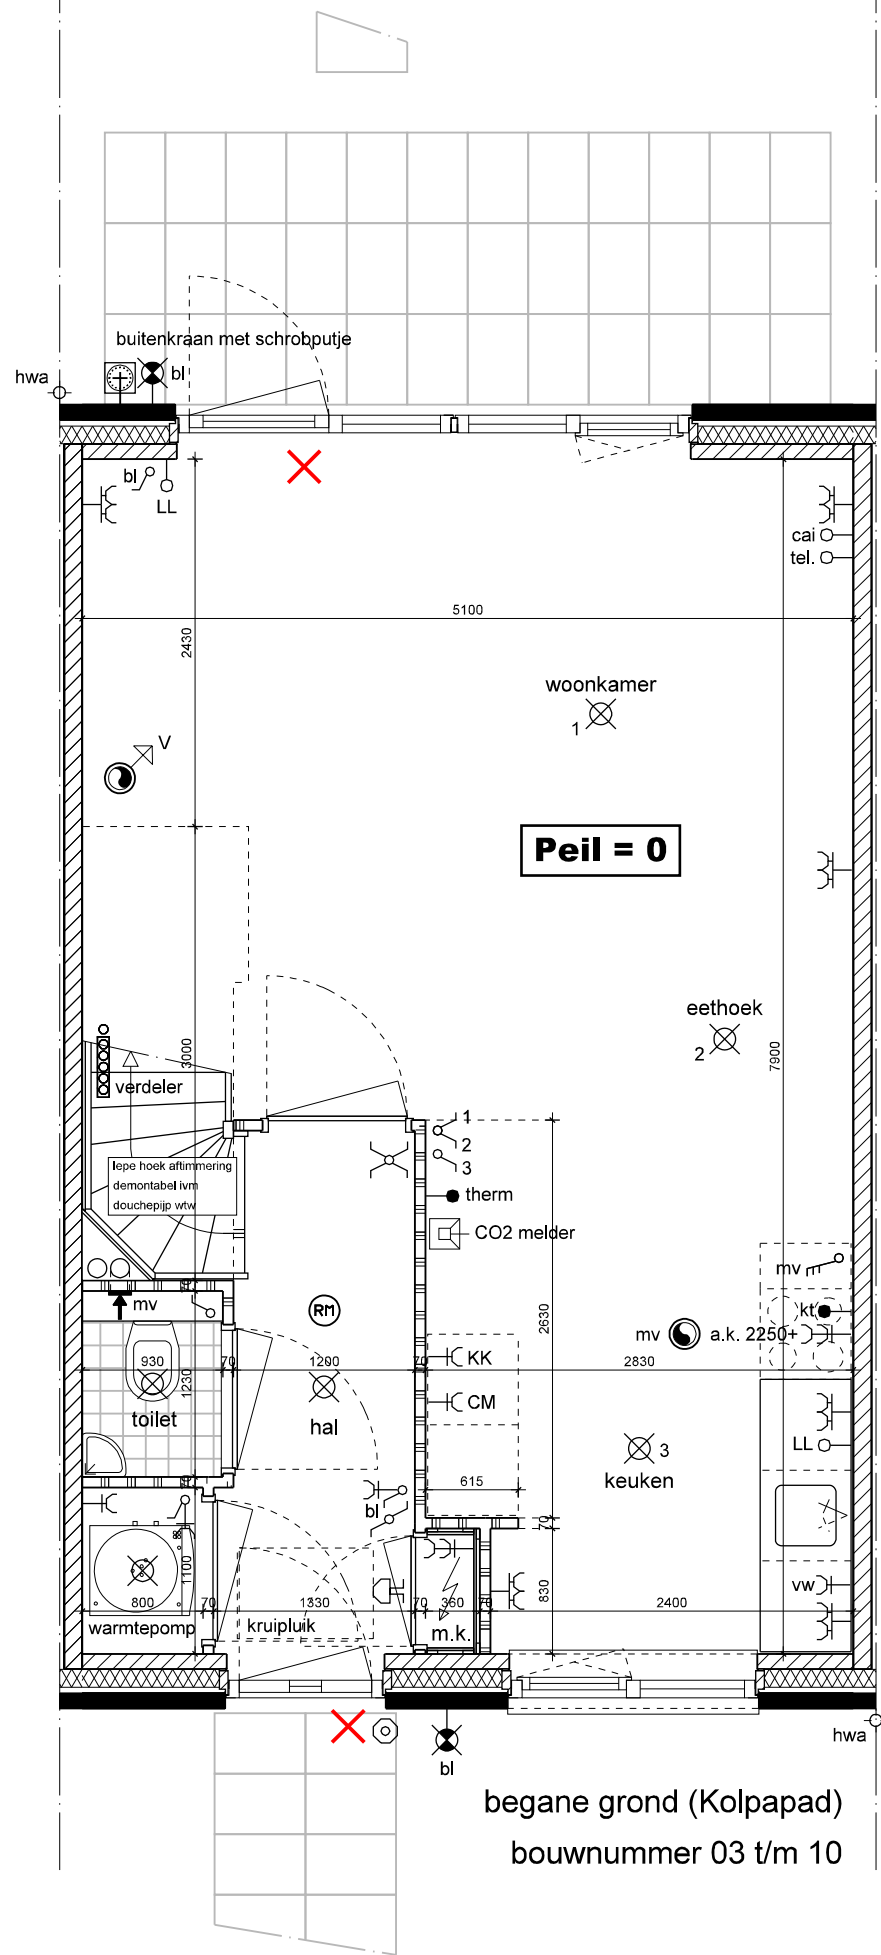 buitenkraan met schrobputje
bl
hwa
bl
LL
cai
tel.
5100
2430
woonkamer
1
V
Peil = 0
eethoek
2
3000
7900
verdeler
1
2
3
Iepe hoek aftimmering
demontabel ivm
douchepijp wtw
therm
CO2 melder
mv
70
mv
RM
kt
2630
mv
a.k. 2250+
KK
930
70
1200
70
2830
1230
CM
toilet
hal
LL
3
keuken
615
70
bl
70
1100
830
vw
800
70
1330
70
360
70
2400
warmtepomp
kruipluik
m.k.
hwa
bl
begane grond (Kolpapad)
bouwnummer 03 t/m 10